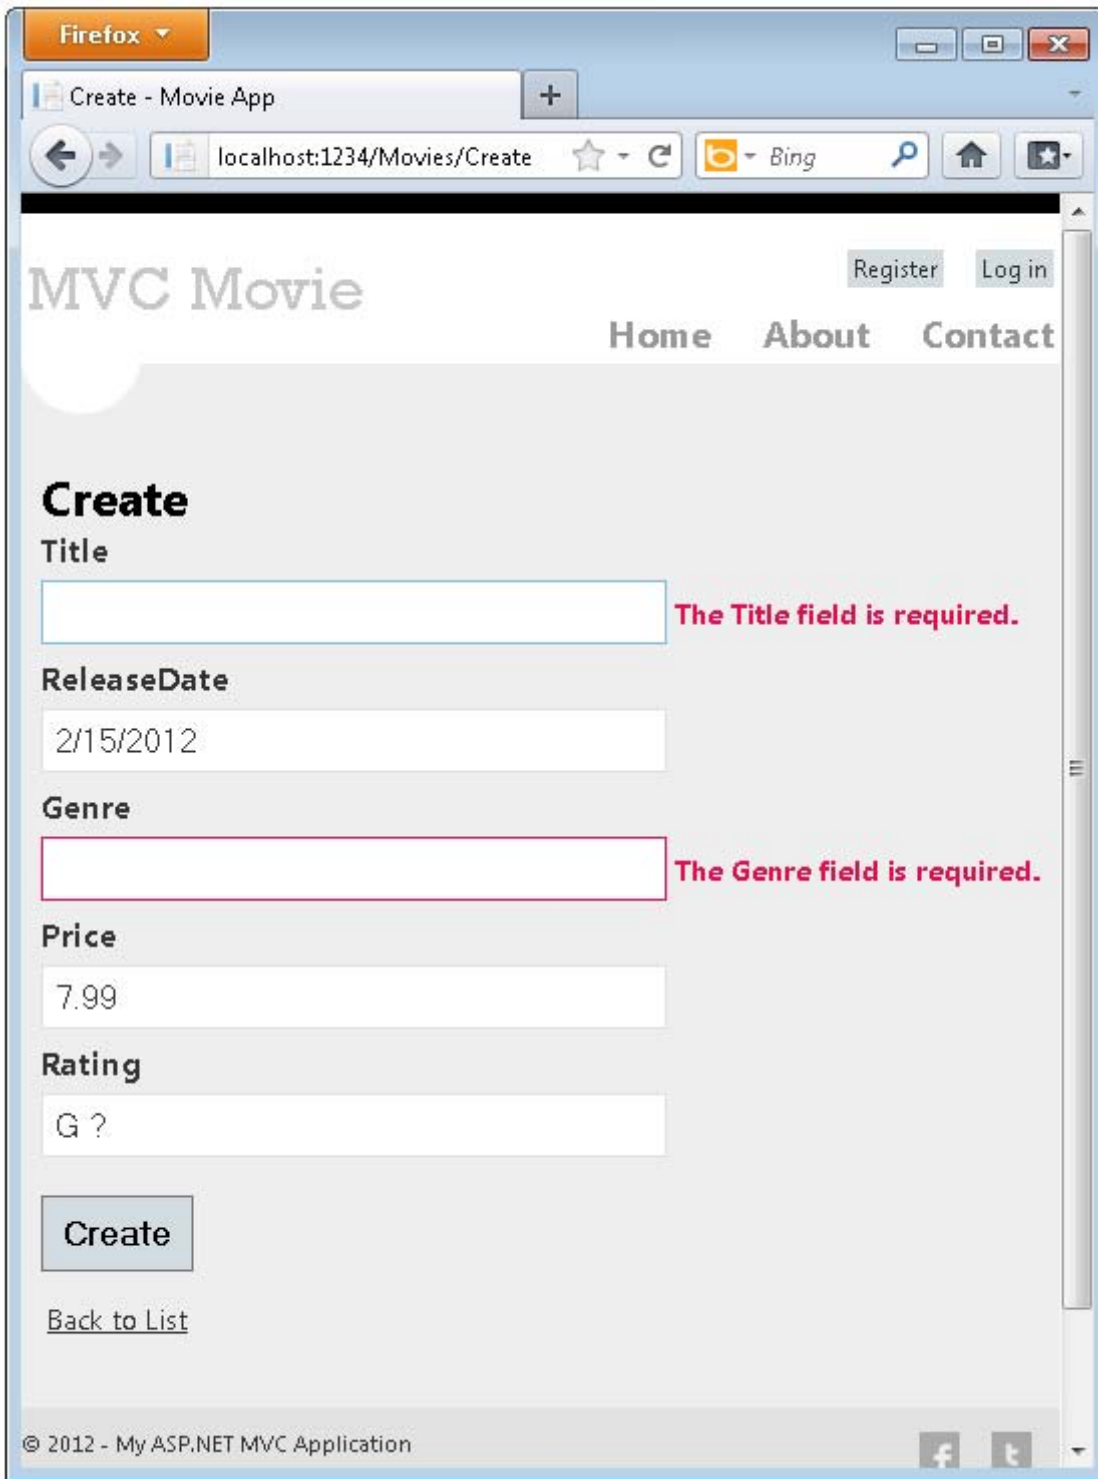 Firefox
Create - Movie App
localhost:1234/Movies/Create
Bing
MVC Movie
Register Log in
Home About Contact
Create
Title
The Title field is required.
ReleaseDate
2/15/2012
Genre
The Genre field is required.
Price
7.99
Rating
G ?
Create
Back to List
© 2012 - My ASP.NET MVC Application